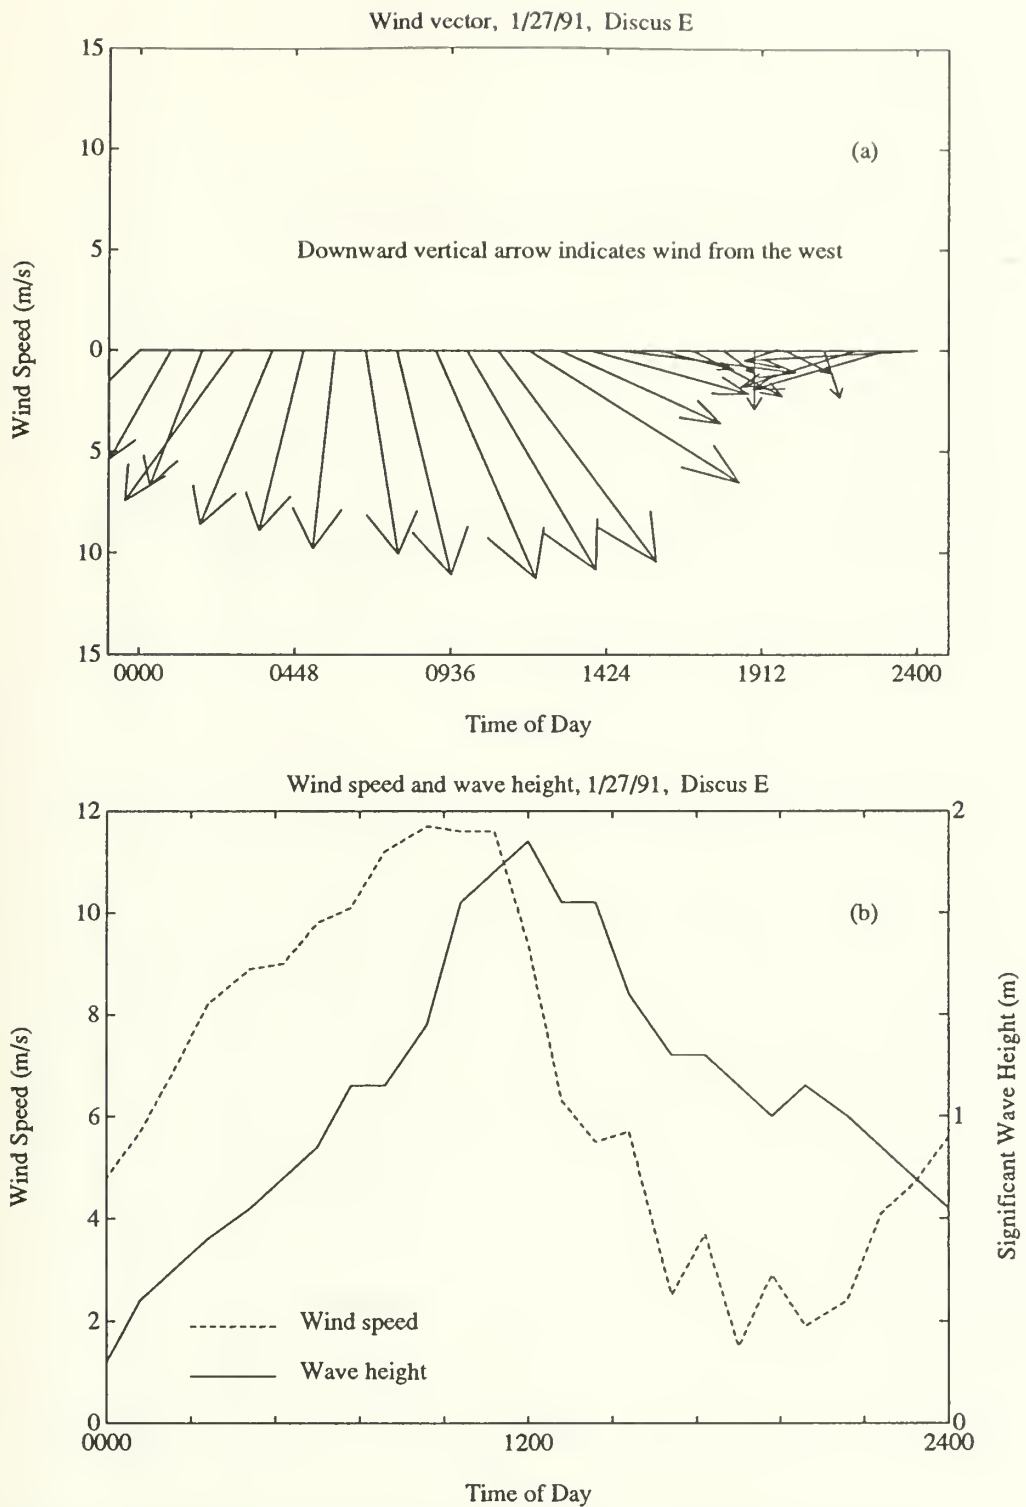 Wind vector, 1/27/91, Discus E
15
10
(a)
5
Downward vertical arrow indicates wind from the west
0
5
10
15
Wind Speed (m/s)
0000 0448 0936 1424 1912 2400
Time of Day
Wind speed and wave height, 1/27/91, Discus E
12 2
10
(b)
8
6 1
4
2
0 0
Wind Speed (m/s)
Significant Wave Height (m)
Wind speed
Wave height
0000 1200 2400
Time of Day